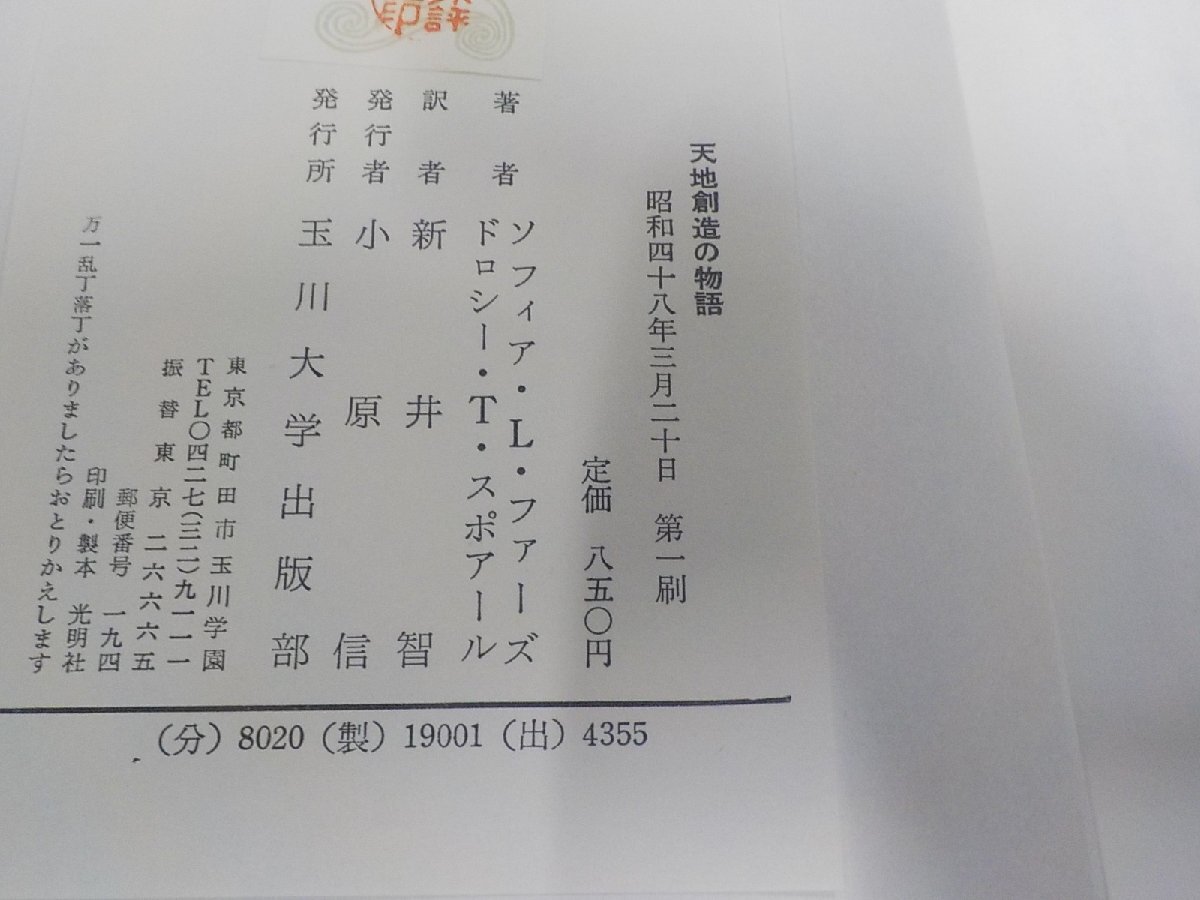 天地創造の物語
昭和四十八年三月二十日 第一刷
定価 八五〇円
著者 ソフィア・L・ファーズ
ドロシー・T・スポアール
訳者 新井智
発行者 小原信
発行所 玉川大学出版部
東京都町田市玉川学園
TEL〇四二七(三二)九一一一
振替東京二六六六五
郵便番号 一九四
印刷・製本 光明社
万一乱丁落丁がありましたらおとりかえします
(分)8020(製)19001(出)4355